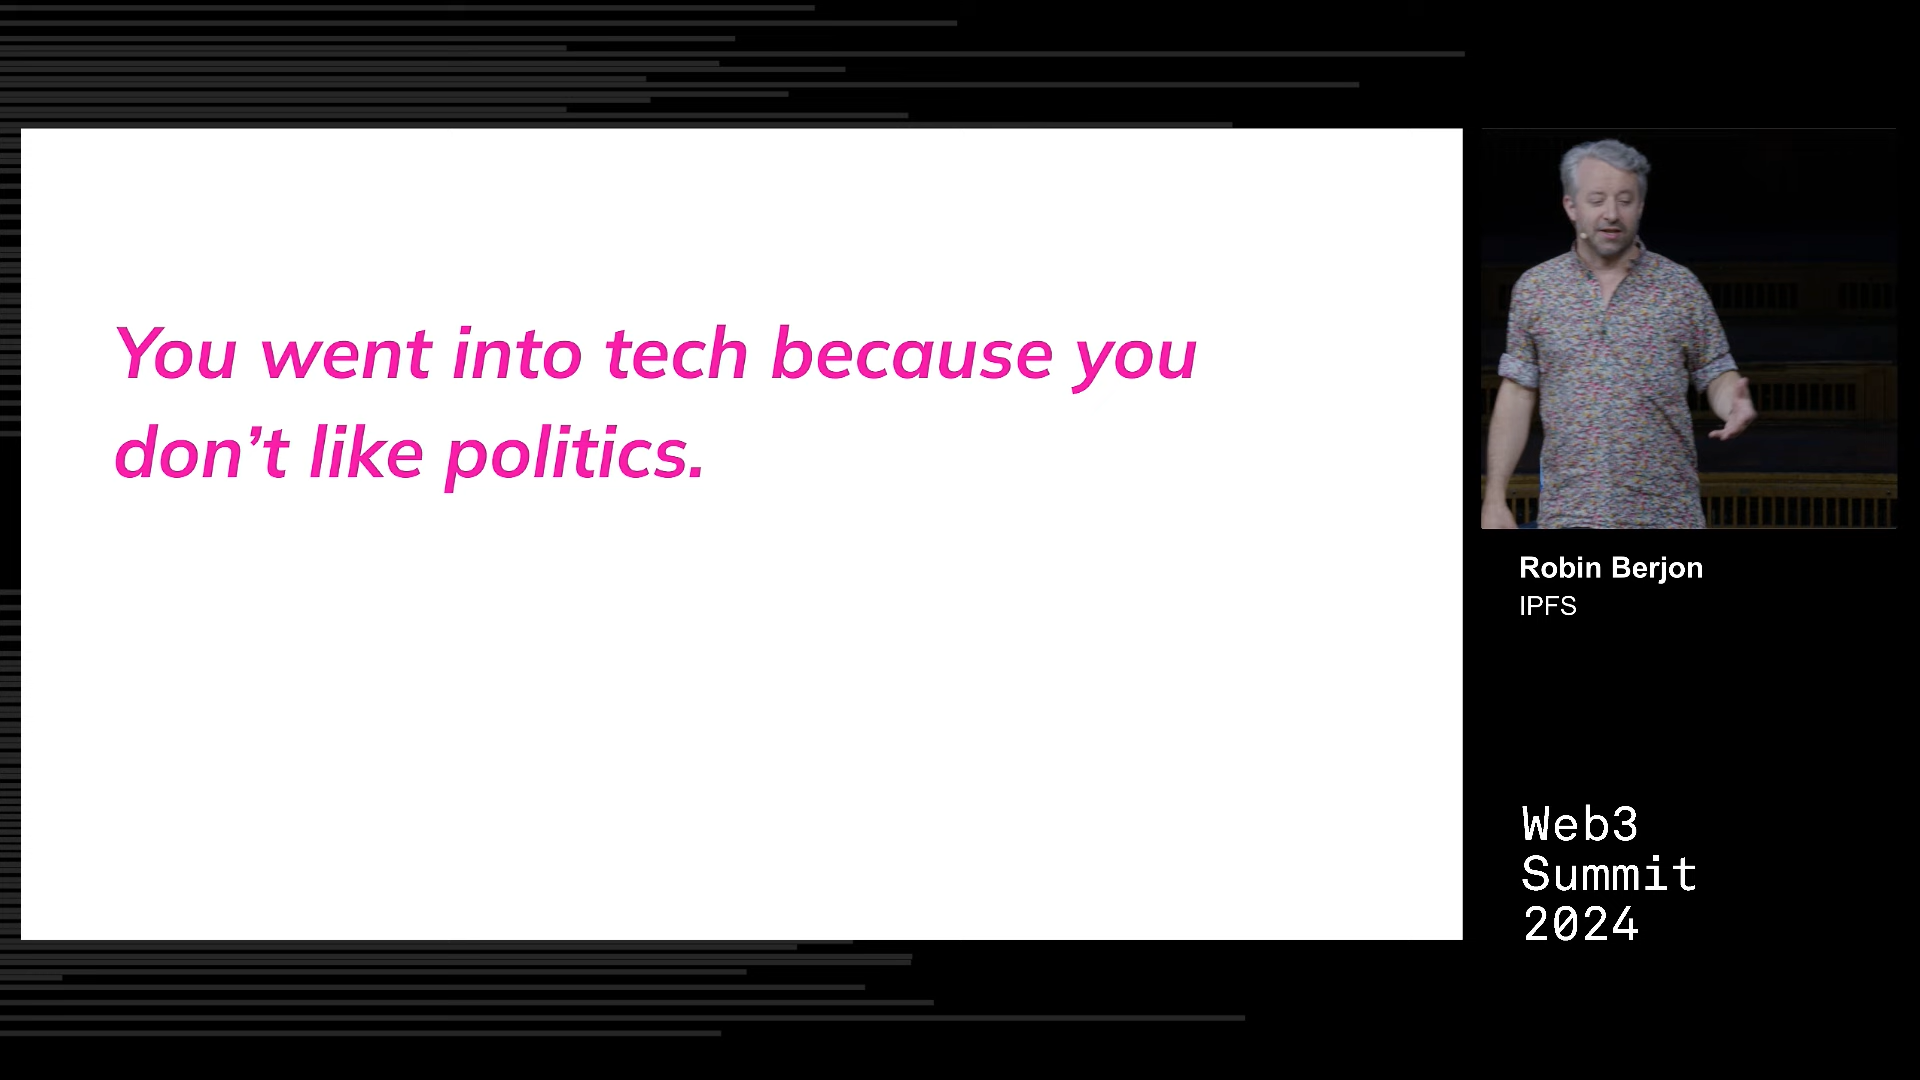 You went into tech because you
don’t like politics.
Robin Berjon
IPFS
Web3
Summit
2024